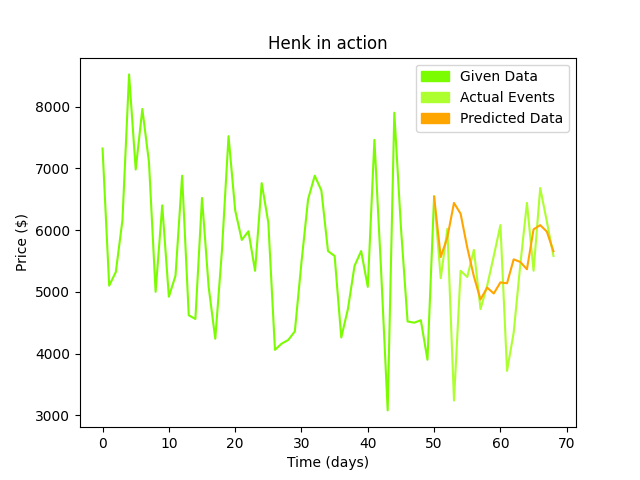 Henk in action
Given Data
Actual Events
Predicted Data
Price ($)
8000
7000
6000
5000
4000
3000
0 10 20 30 40 50 60 70
Time (days)